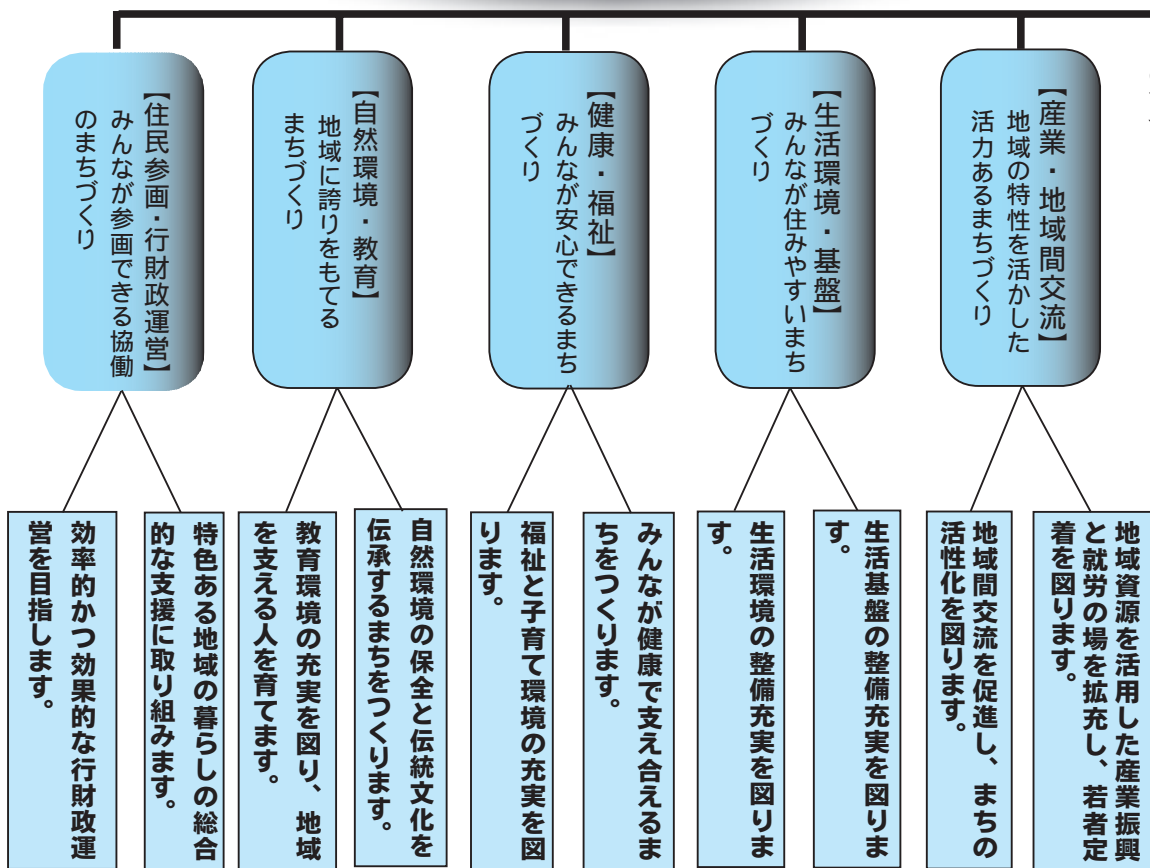 【産業・地域間交流】
地域の特性を活かした
活力あるまちづくり
【生活環境・基盤】
みんなが住みやすいまち
づくり
【健康・福祉】
みんなが安心できるまち
づくり
【自然環境・教育】
地域に誇りをもてる
まちづくり
【住民参画・行財政運営】
みんなが参画できる協働
のまちづくり
地域資源を活用した産業振興
と就労の場を拡充し、若者定
着を図ります。
地域間交流を促進し、まちの
活性化を図ります。
生活基盤の整備充実を図りま
す。
生活環境の整備充実を図りま
す。
みんなが健康で支え合えるま
ちをつくります。
福祉と子育て環境の充実を図
ります。
自然環境の保全と伝統文化を
伝承するまちをつくります。
教育環境の充実を図り、地域
を支える人を育てます。
特色ある地域の暮らしの総合
的な支援に取り組みます。
効率的かつ効果的な行財政運
営を目指します。